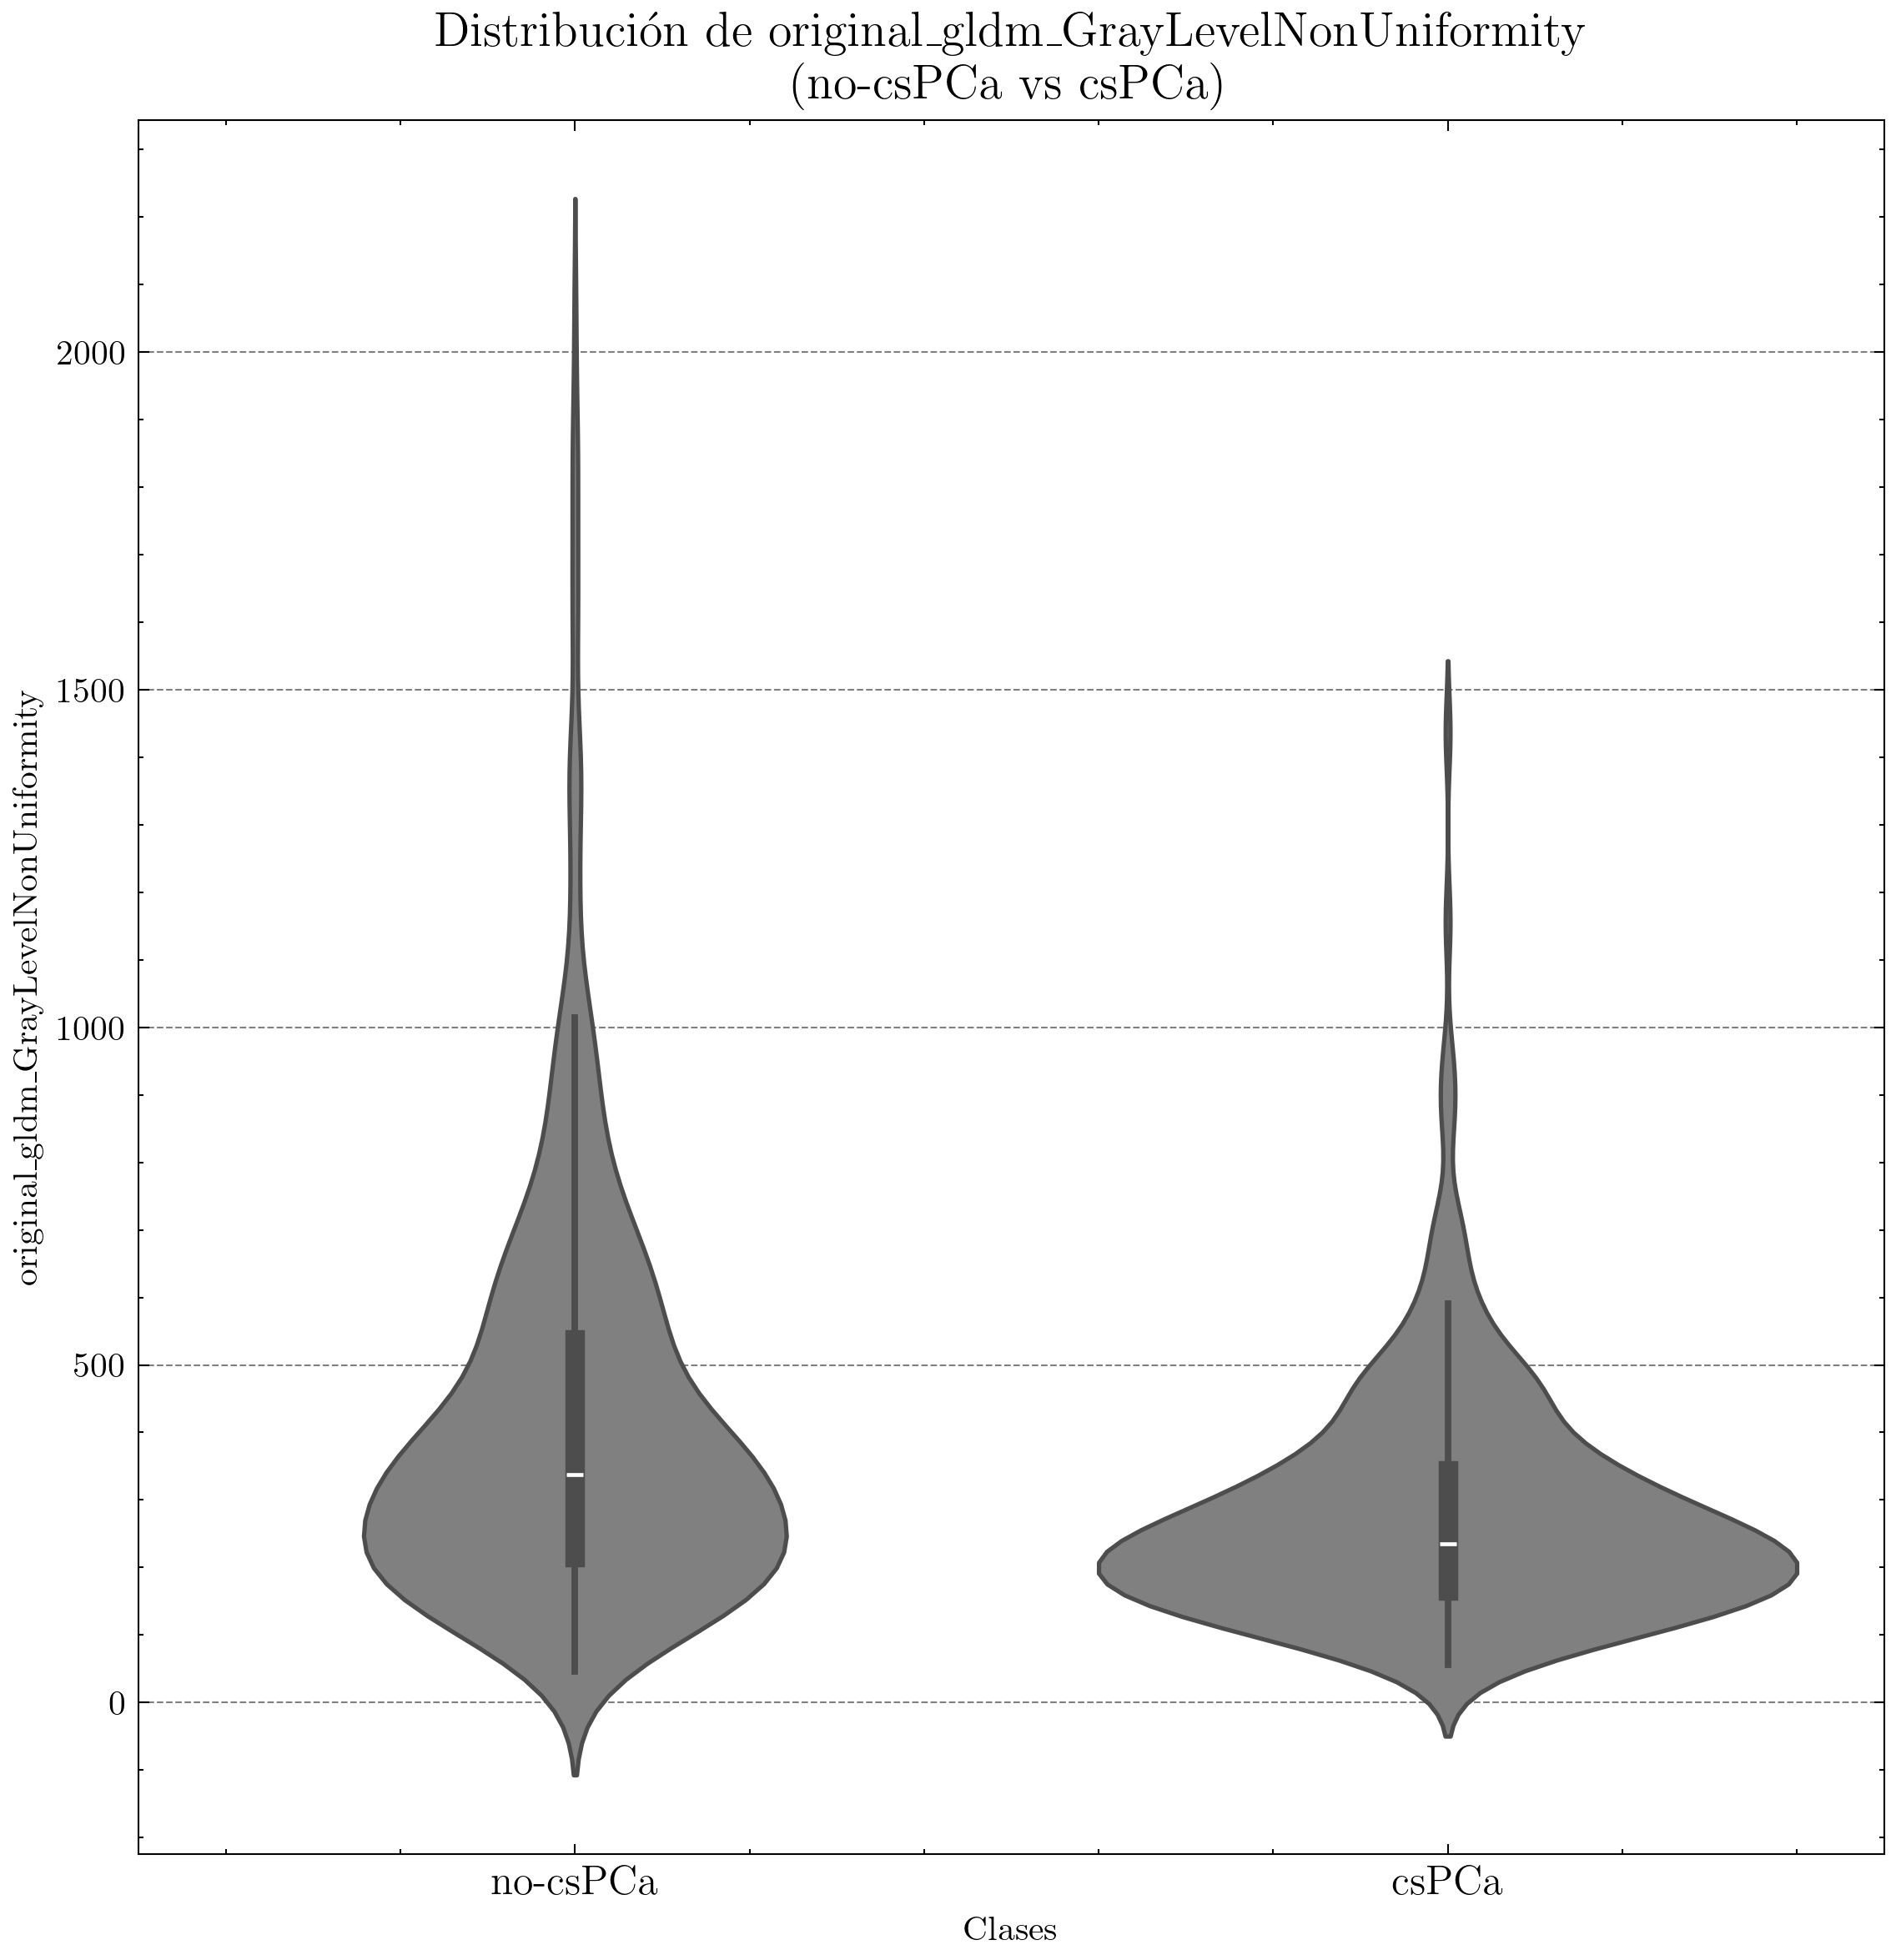 Distribución de original_gldm_GrayLevelNonUniformity
(no-csPCa vs csPCa)
original_gldm_GrayLevelNonUniformity
2000
1500
1000
500
0
no-csPCa
csPCa
Clases